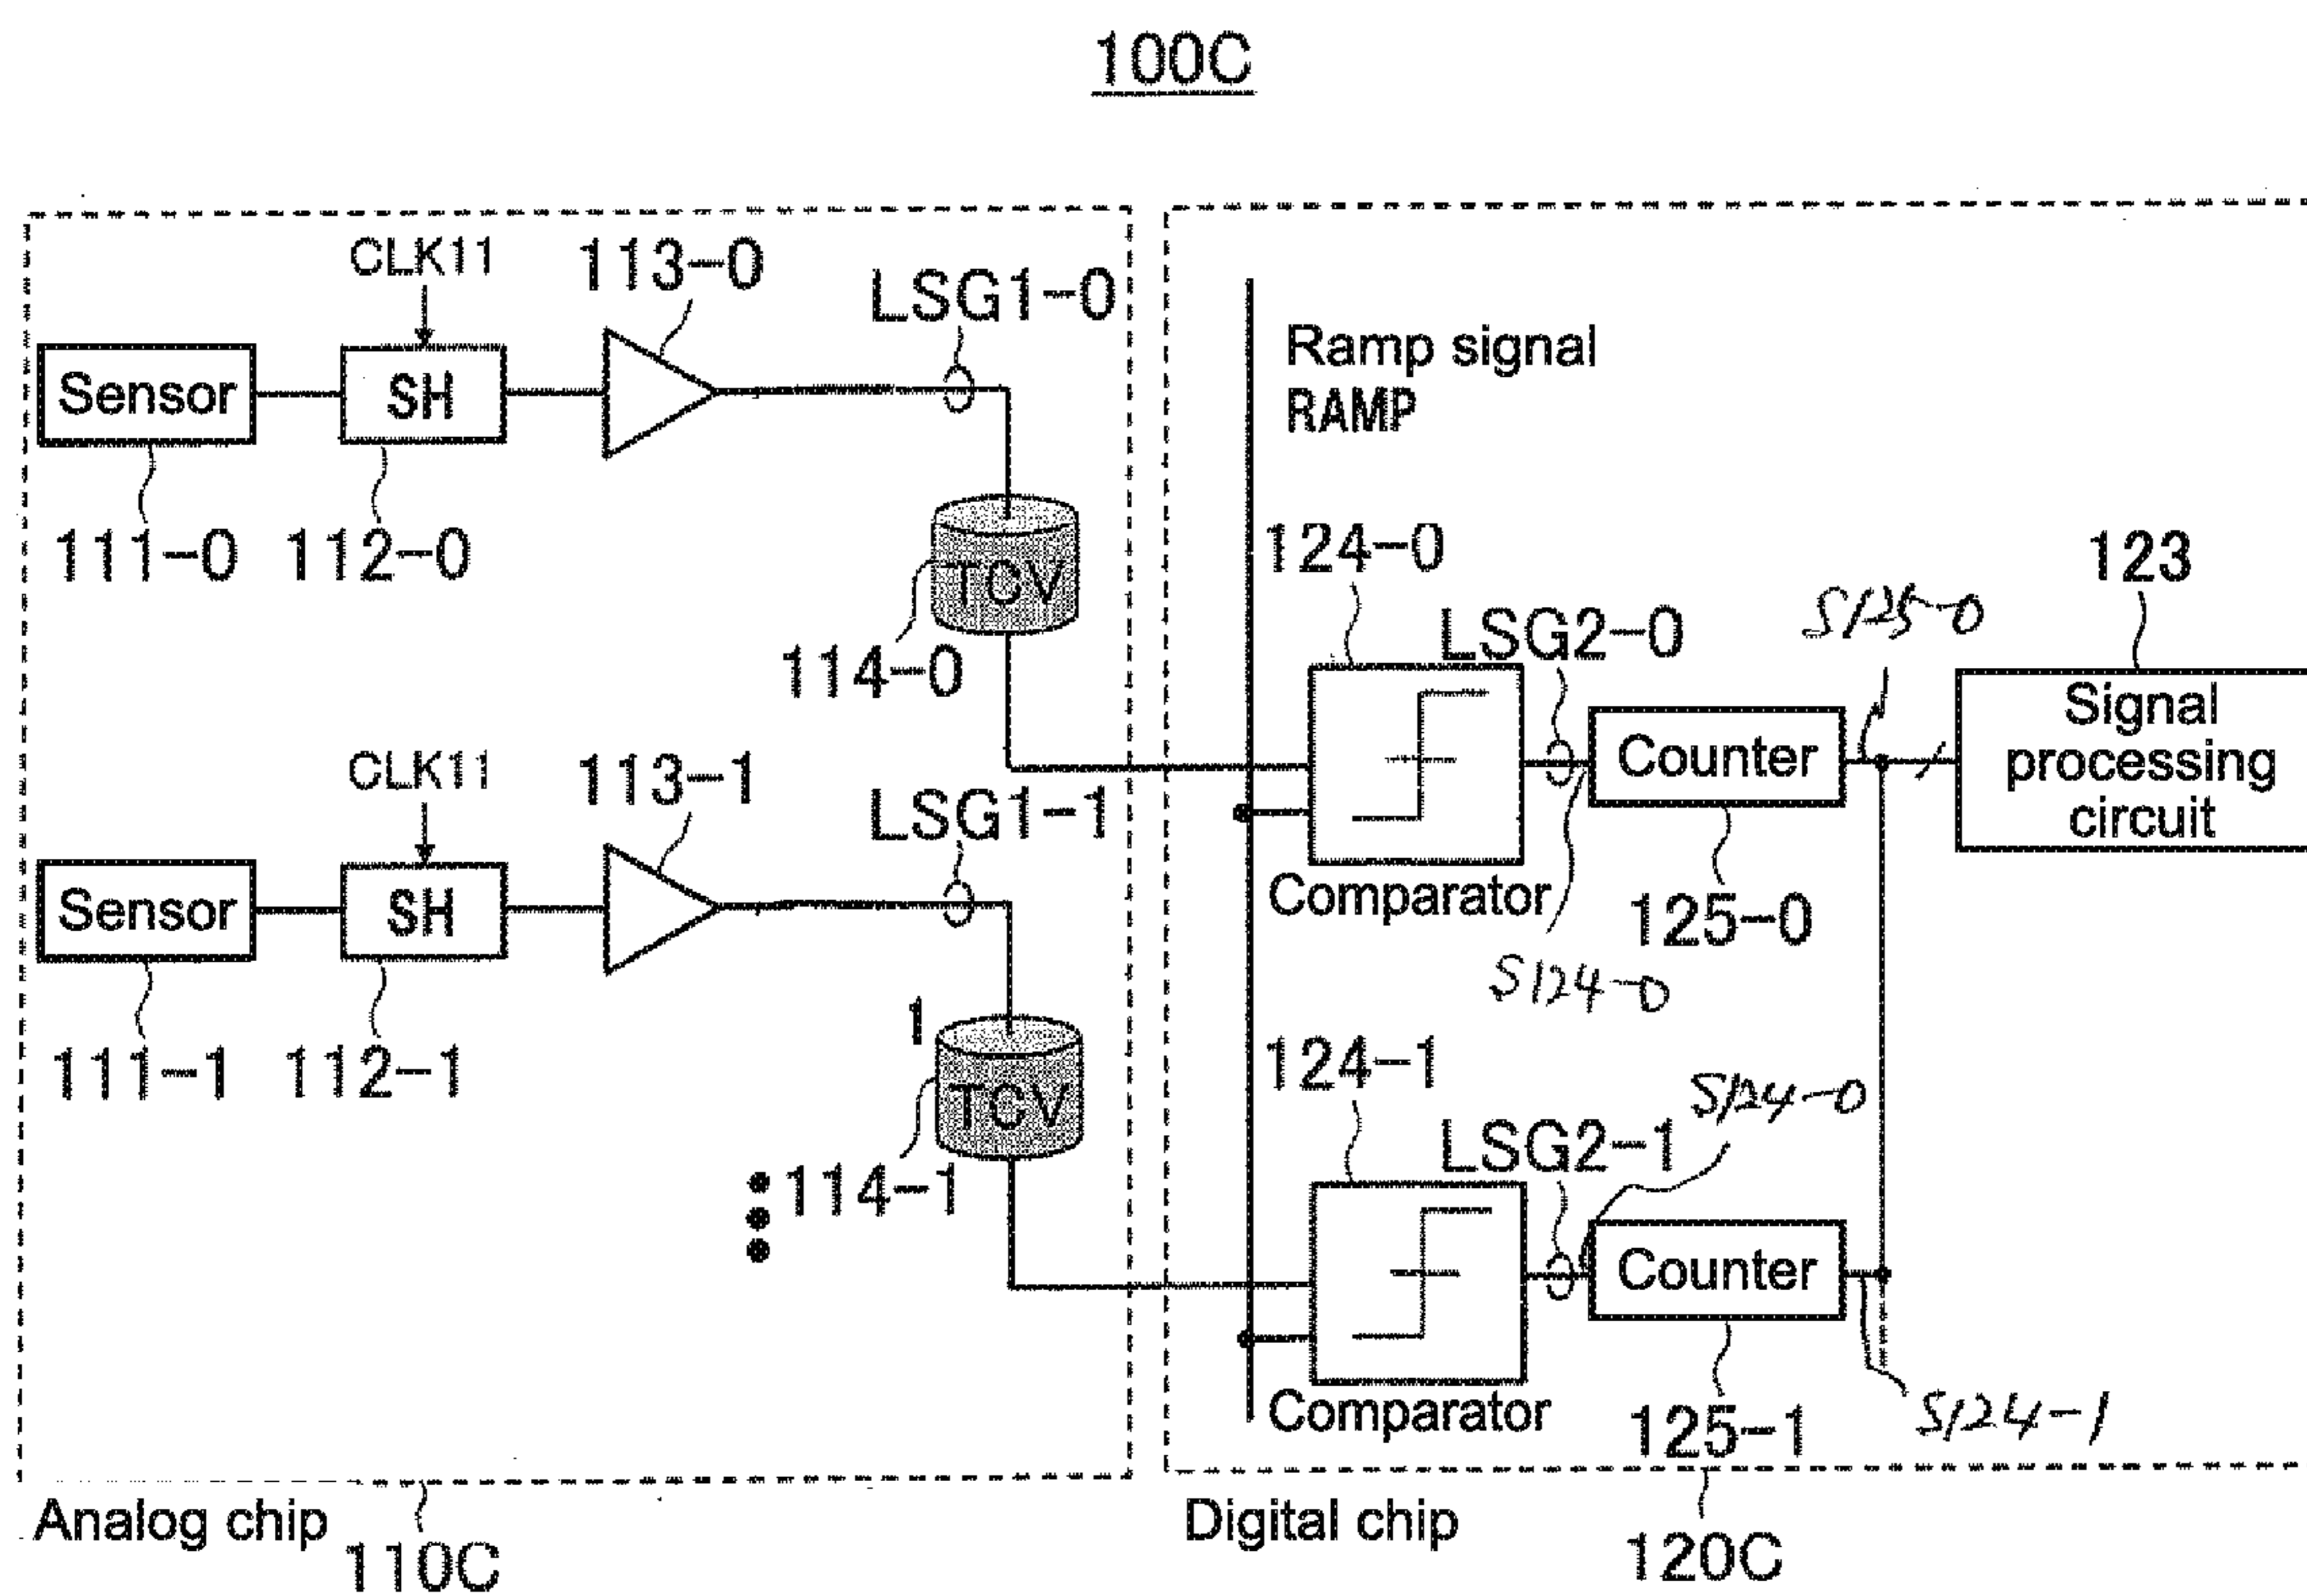 100C
CLK11
113-0
LSG1-0
Sensor
SH
111-0
112-0
TCV
114-0
CLK11
113-1
LSG1-1
Sensor
SH
111-1
112-1
1
TCV
114-1
Analog chip
110C
Ramp signal
RAMP
124-0
LSG2-0
S125-0
123
Counter
Signal
processing
circuit
Comparator
125-0
S124-0
124-1
LSG2-1
S124-0
Counter
Comparator
125-1
S124-1
Digital chip
120C